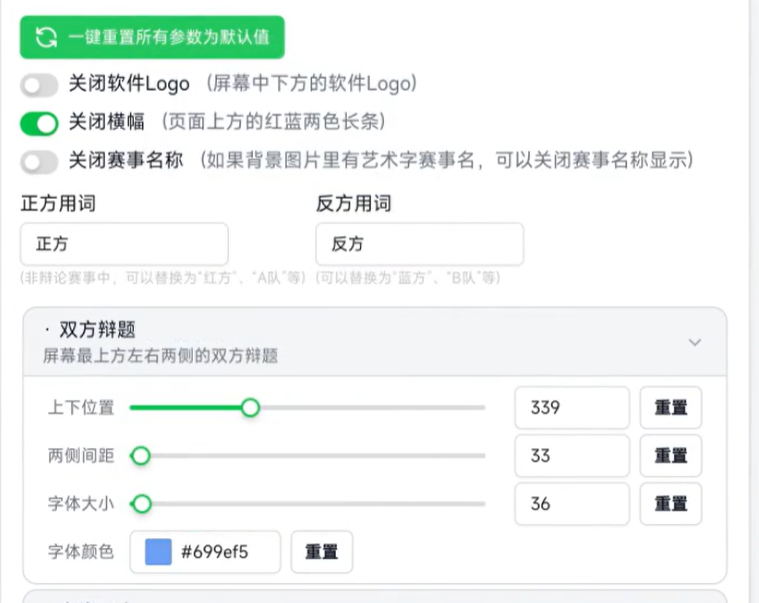 一键重置所有参数为默认值
关闭软件Logo （屏幕中下方的软件Logo）
关闭横幅 （页面上方的红蓝两色长条）
关闭赛事名称 （如果背景图片里有艺术字赛事名，可以关闭赛事名称显示）
正方用词 反方用词
正方 反方
(非辩论赛事中，可以替换为“红方”、“A队”等) (可以替换为“蓝方”、“B队”等)
· 双方辩题
屏幕最上方左右两侧的双方辩题
上下位置 339 重置
两侧间距 33 重置
字体大小 36 重置
字体颜色 #699ef5 重置